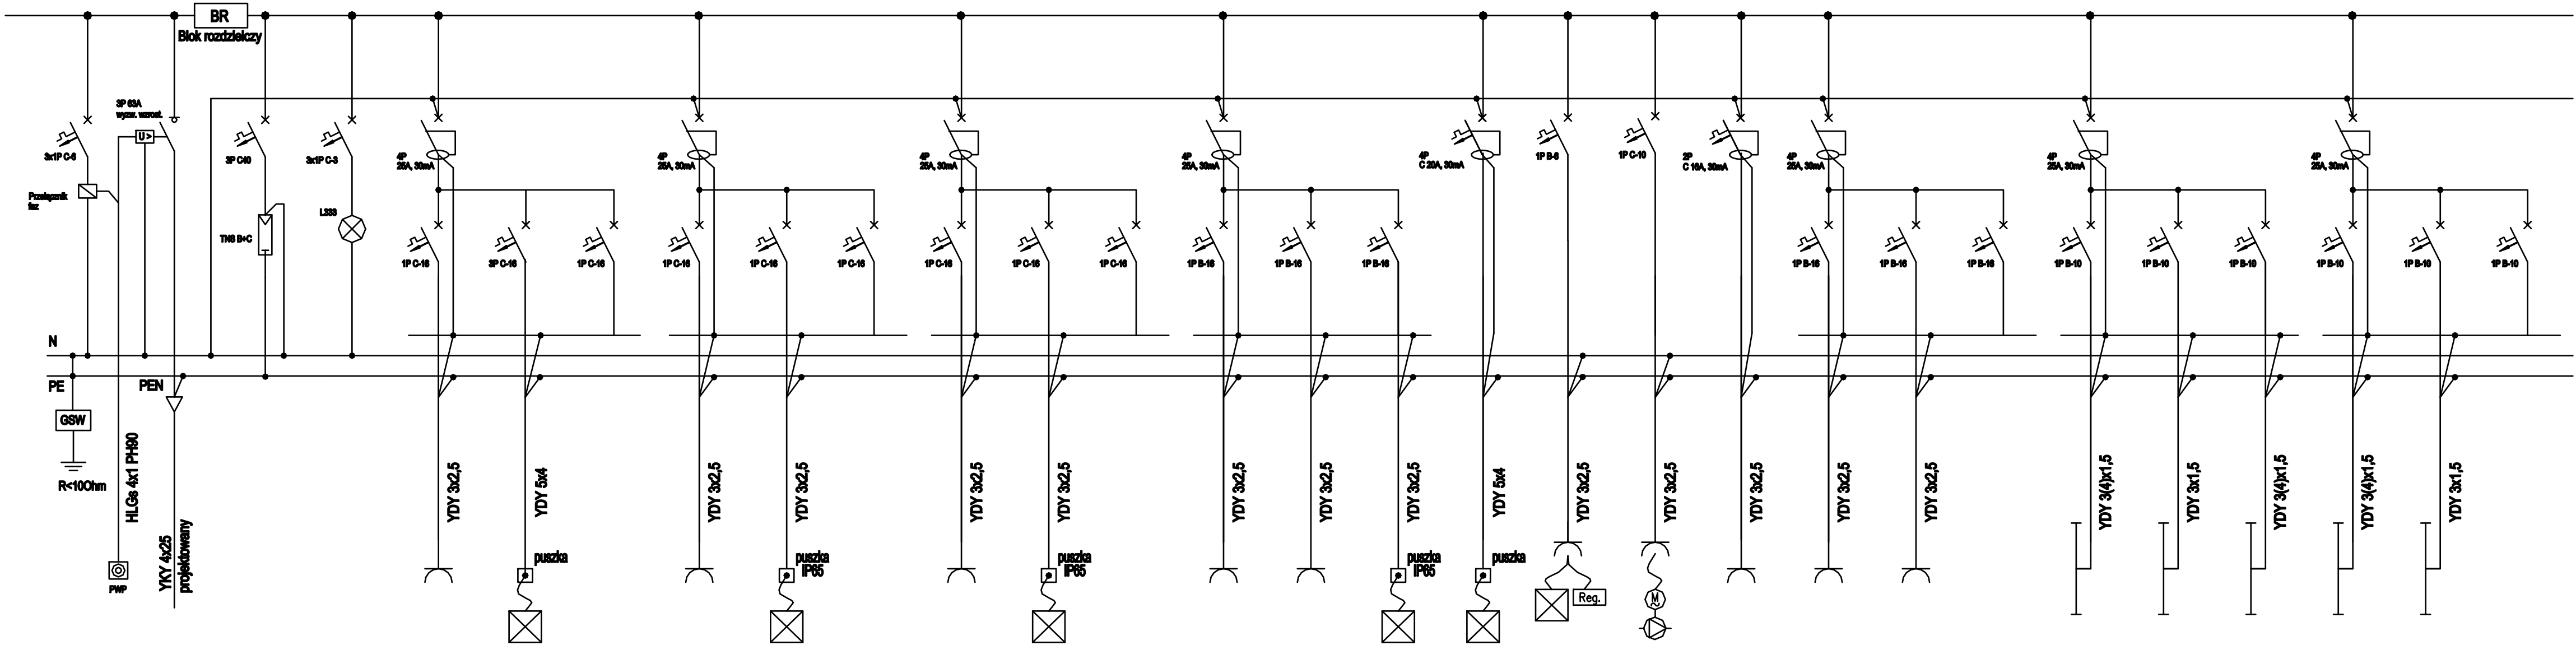 BR
Blok rozdzielczy
3P 63A
wyzw. wzrost.
U >
3x1P C-6
3P C40
3x1P C-3
4P
25A, 30mA
4P
25A, 30mA
4P
25A, 30mA
4P
25A, 30mA
4P
C 20A, 30mA
1P B-6
1P C-10
2P
C 16A, 30mA
4P
25A, 30mA
4P
25A, 30mA
4P
25A, 30mA
Przełącznik
faz
L333
TNS B+C
1P C-16
3P C-16
1P C-16
1P C-16
1P C-16
1P C-16
1P C-16
1P C-16
1P C-16
1P B-16
1P B-16
1P B-16
1P B-16
1P B-16
1P B-16
1P B-10
1P B-10
1P B-10
1P B-10
1P B-10
1P B-10
N
PE
PEN
GSW
R<10Ohm
HLGs 4x1 PH90
PWP
YKY 4x25
projektowany
YDY 3x2,5
YDY 5x4
YDY 3x2,5
YDY 3x2,5
YDY 3x2,5
YDY 3x2,5
YDY 3x2,5
YDY 3x2,5
YDY 3x2,5
YDY 5x4
YDY 3x2,5
YDY 3x2,5
YDY 3x2,5
YDY 3x2,5
YDY 3x2,5
YDY 3(4)x1,5
YDY 3x1,5
YDY 3(4)x1,5
YDY 3(4)x1,5
YDY 3x1,5
puszka
puszka
IP65
puszka
IP65
puszka
IP65
puszka
Reg.
M
~